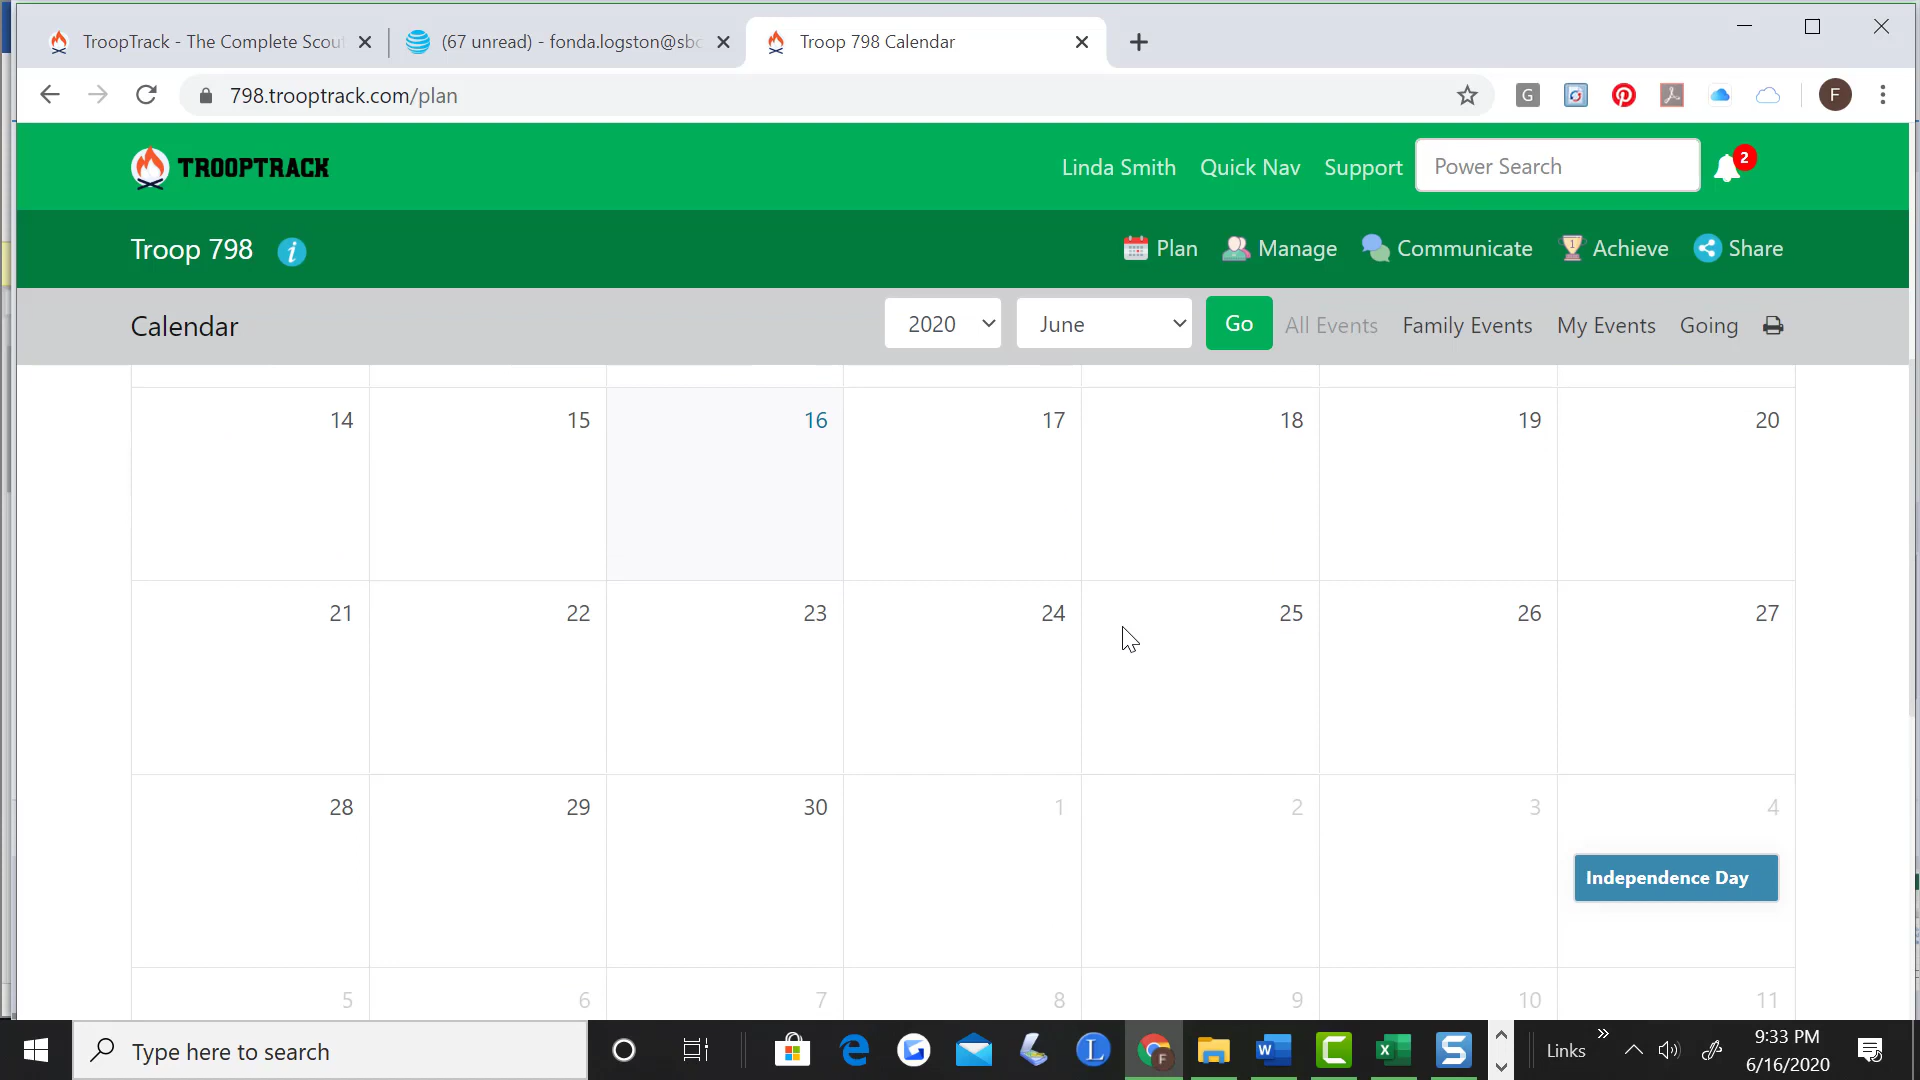 TroopTrack - The Complete Scout
(67 unread) - fonda.logston@sbc
Troop 798 Calendar
798.trooptrack.com/plan
G
F
TROOPTRACK
Linda Smith
Quick Nav
Support
Power Search
2
Troop 798
i
Plan
Manage
Communicate
1
Achieve
Share
Calendar
2020
June
Go
All Events
Family Events
My Events
Going
14 15 16 17 18 19 20
21 22 23 24 25 26 27
28 29 30 1 2 3 4
Independence Day
5 6 7 8 9 10 11
Type here to search
L
F
W
C
X
S
Links
9:33 PM
6/16/2020